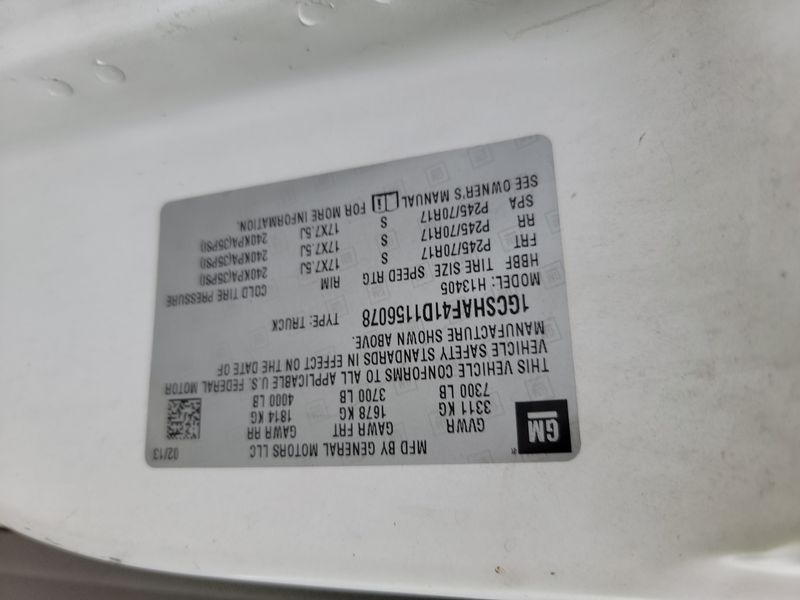 GM
MFD BY GENERAL MOTORS LLC 02/13
GVWR GAWR FRT GAWR RR
3311 KG 1678 KG 1814 KG
7300 LB 3700 LB 4000 LB
THIS VEHICLE CONFORMS TO ALL APPLICABLE U.S. FEDERAL MOTOR
VEHICLE SAFETY STANDARDS IN EFFECT ON THE DATE OF
MANUFACTURE SHOWN ABOVE.
1GCSHAF41D1156078 TYPE: TRUCK
MODEL: H13405
HBBF TIRE SIZE SPEED RTG RIM COLD TIRE PRESSURE
FRT P245/70R17 S 17X7.5J 240KPA(35PSI)
RR P245/70R17 S 17X7.5J 240KPA(35PSI)
SPA P245/70R17 S 17X7.5J 240KPA(35PSI)
SEE OWNER'S MANUAL FOR MORE INFORMATION.